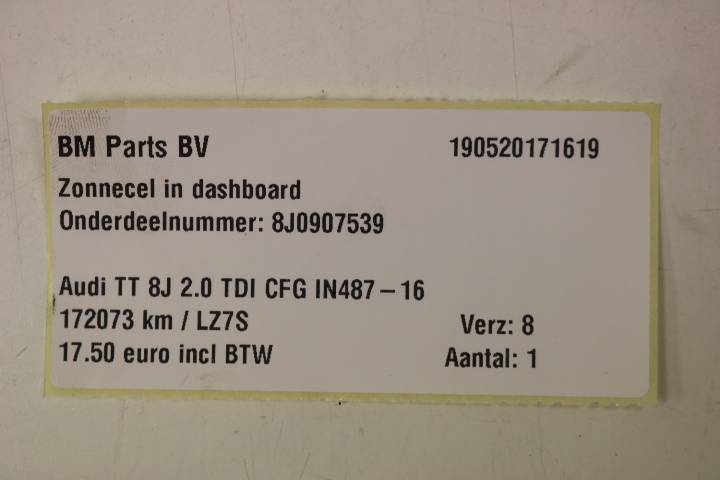 BM Parts BV 190520171619
Zonnecel in dashboard
Onderdeelnummer: 8J0907539
Audi TT 8J 2.0 TDI CFG IN487-16
172073 km / LZ7S Verz: 8
17.50 euro incl BTW Aantal: 1